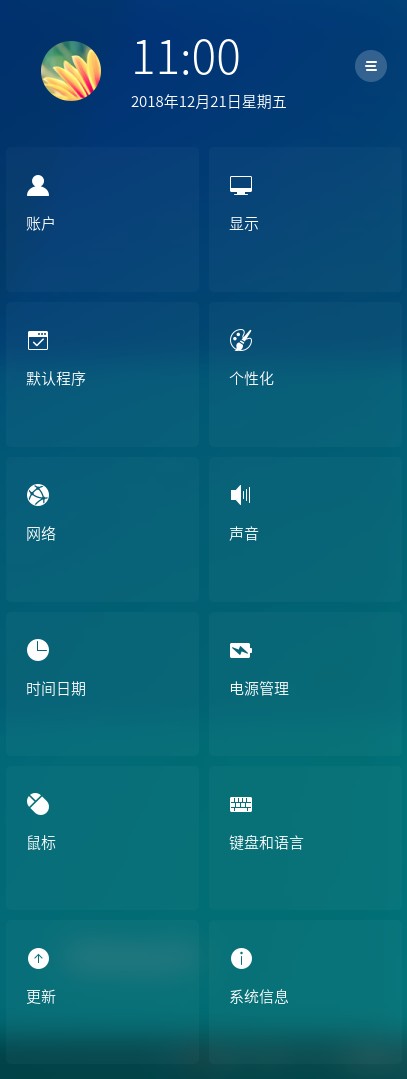 11:00
2018年12月21日星期五
账户
显示
默认程序
个性化
网络
声音
时间日期
电源管理
鼠标
键盘和语言
更新
系统信息